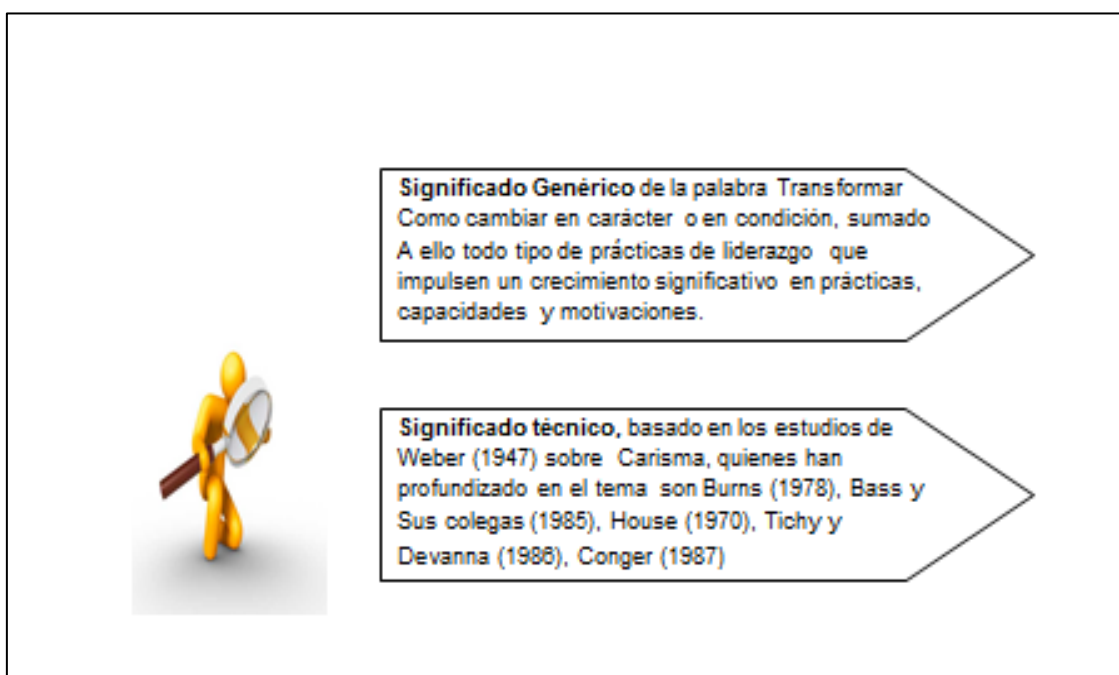 Significado Genérico de la palabra Transformar
Como cambiar en carácter o en condición, sumado
A ello todo tipo de prácticas de liderazgo que
impulsen un crecimiento significativo en prácticas,
capacidades y motivaciones.
Significado técnico, basado en los estudios de
Weber (1947) sobre Carisma, quienes han
profundizado en el tema son Burns (1978), Bass y
Sus colegas (1985), House (1970), Tichy y
Devanna (1986), Conger (1987)